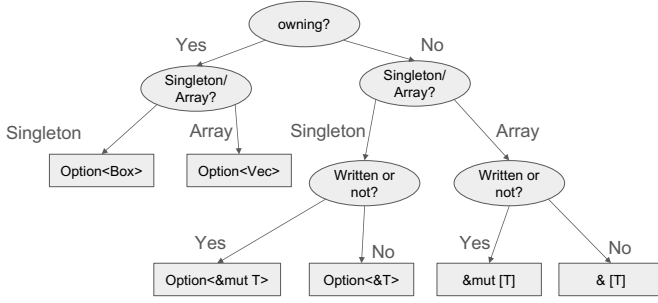 owning?
Yes
No
Singleton/
Array?
Singleton/
Array?
Singleton
Array
Singleton
Array
Option<Box>
Option<Vec>
Written or
not?
Written or
not?
Yes
No
Yes
No
Option<&mut T>
Option<&T>
&mut [T]
& [T]